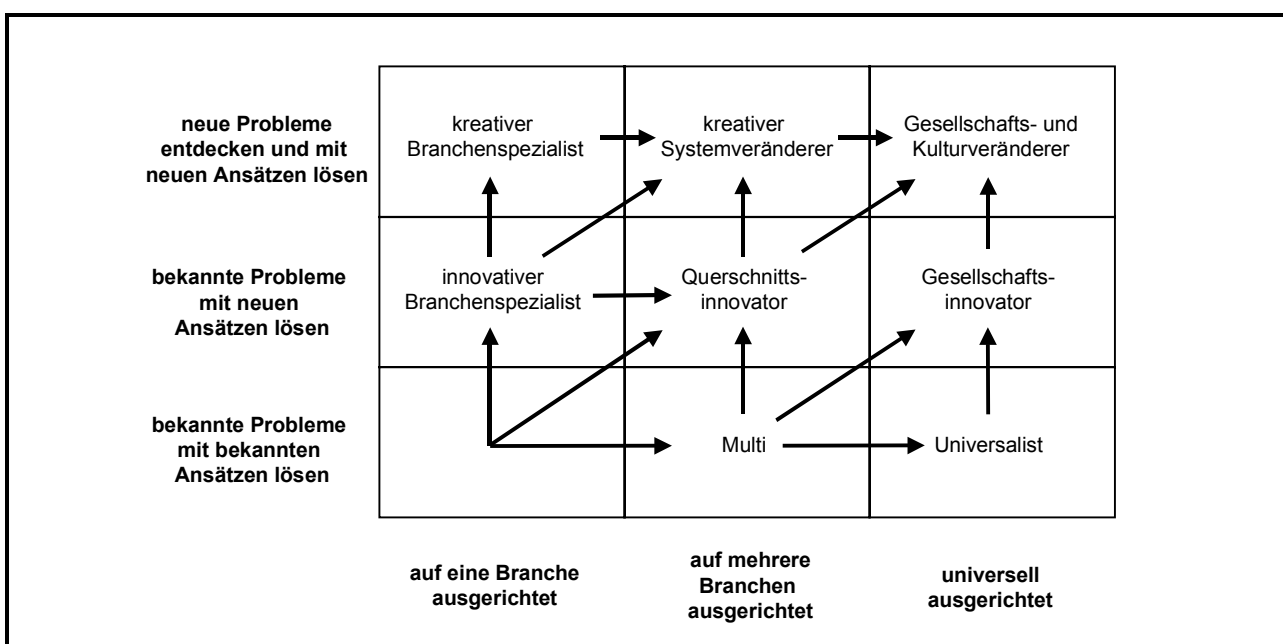 neue Probleme
entdecken und mit
neuen Ansätzen lösen
kreativer
Branchenspezialist
kreativer
Systemveränderer
Gesellschafts- und
Kulturveränderer
bekannte Probleme
mit neuen
Ansätzen lösen
innovativer
Branchenspezialist
Querschnitts-
innovator
Gesellschafts-
innovator
bekannte Probleme
mit bekannten
Ansätzen lösen
Multi
Universalist
auf eine Branche
ausgerichtet
auf mehrere
Branchen
ausgerichtet
universell
ausgerichtet